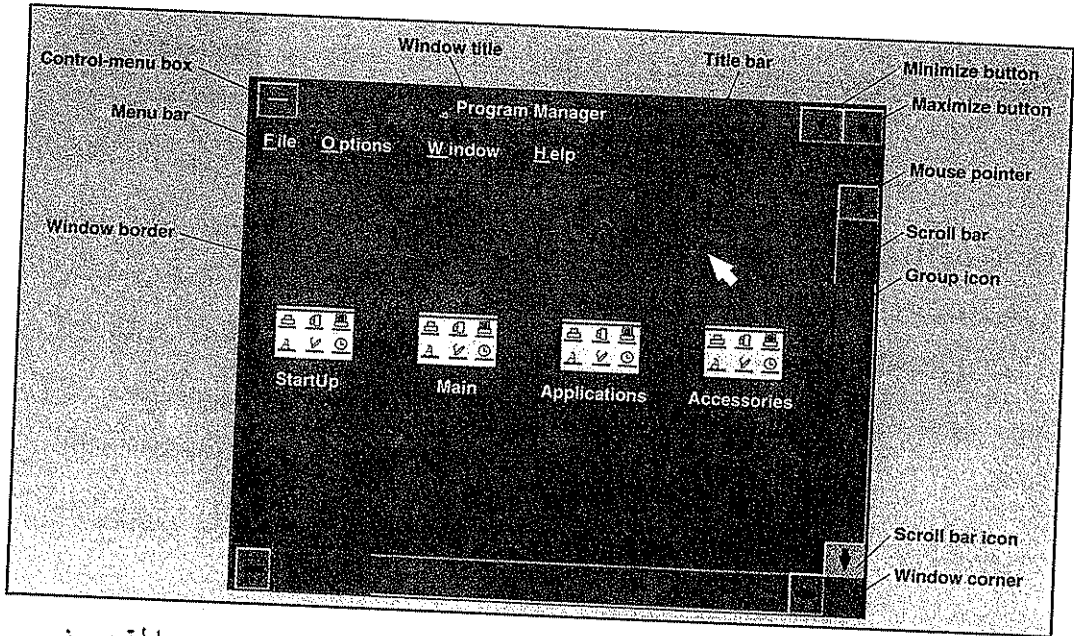 Window title
Title bar
Control-menu box
Minimize button
Menu bar
Maximize button
Program Manager
File Options Window Help
Mouse pointer
Window border
Scroll bar
Group icon
StartUp
Main
Applications
Accessories
Scroll bar icon
Window corner